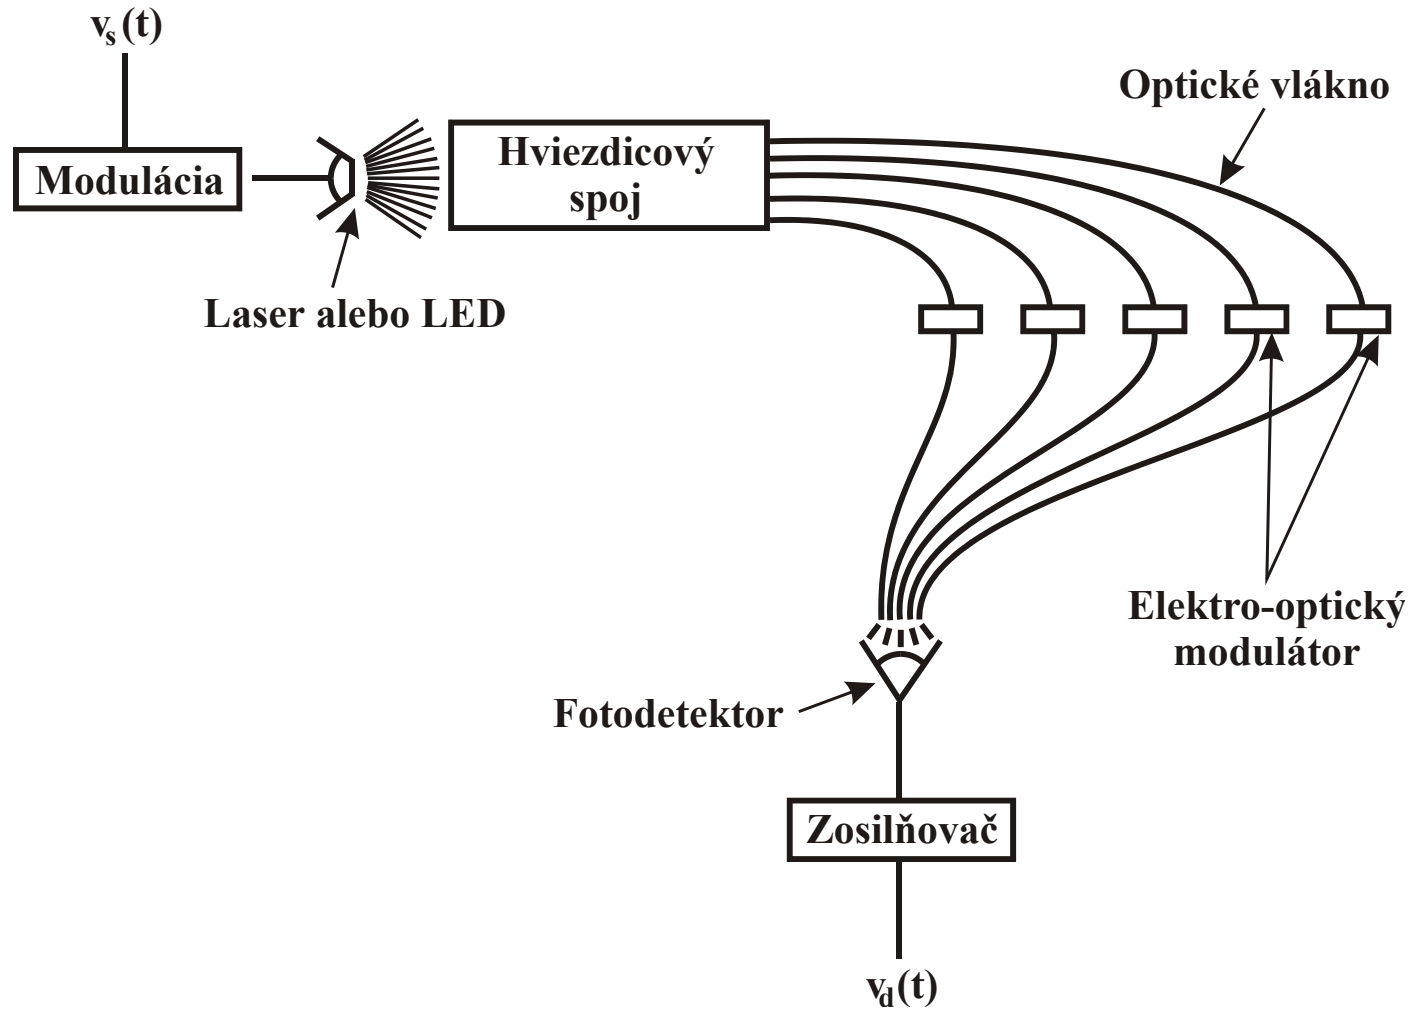 vs(t)
Modulácia
Laser alebo LED
Hviezdicový
spoj
Optické vlákno
Elektro-optický
modulátor
Fotodetektor
Zosilňovač
vd(t)